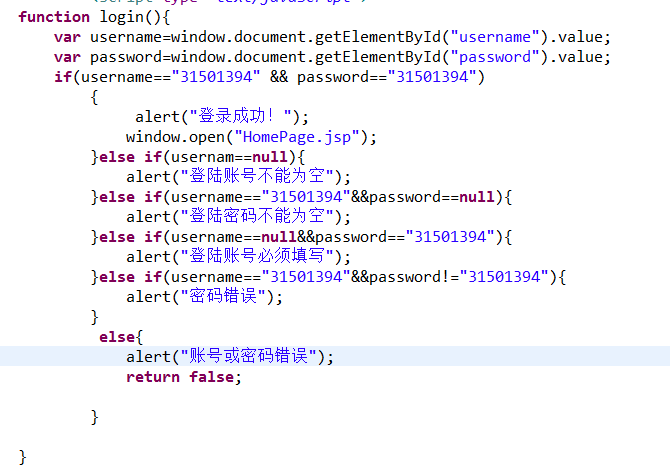 (script type="text/javascript")
function login(){
var username=window.document.getElementById("username").value;
var password=window.document.getElementById("password").value;
if(username=="31501394" && password=="31501394")
{
alert("登录成功！");
window.open("HomePage.jsp");
}else if(usernam==null){
alert("登陆账号不能为空");
}else if(username=="31501394"&&password==null){
alert("登陆密码不能为空");
}else if(username==null&&password=="31501394"){
alert("登陆账号必须填写");
}else if(username=="31501394"&&password!="31501394"){
alert("密码错误");
}
else{
alert("账号或密码错误");
return false;
}
}